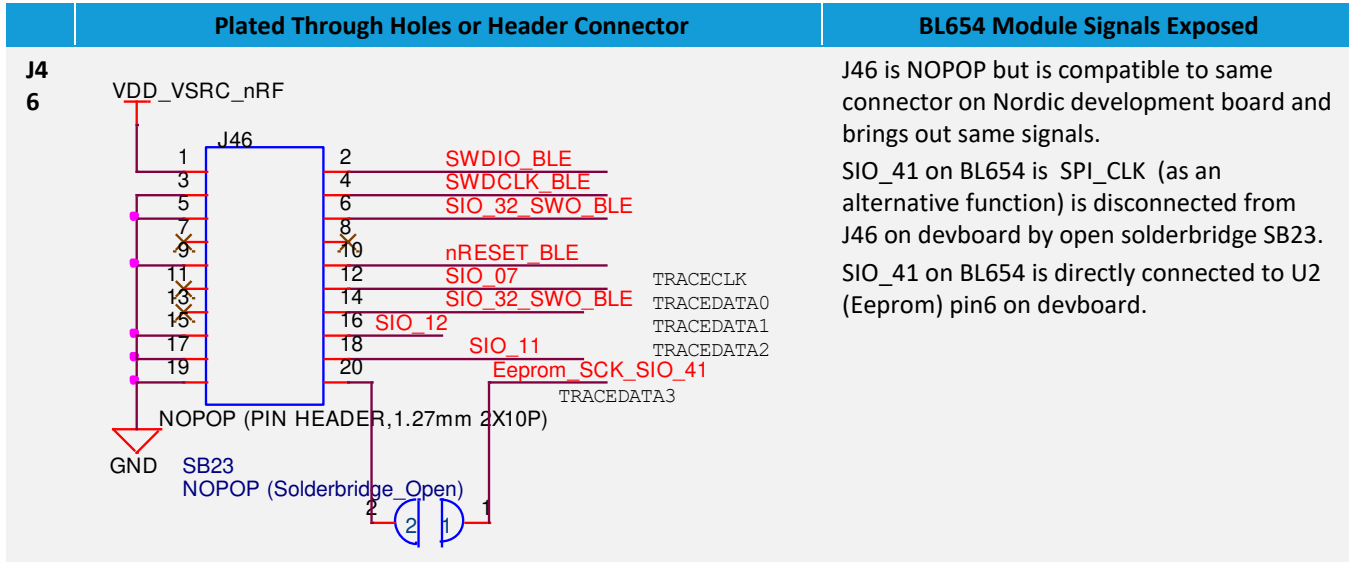 Plated Through Holes or Header Connector
BL654 Module Signals Exposed
J4
6
VDD_VSRC_nRF
J46
1
2
SWDIO_BLE
3
4
SWDCLK_BLE
5
6
SIO_32_SWO_BLE
7
8
9
10
nRESET_BLE
11
12
SIO_07
TRACECLK
13
14
SIO_32_SWO_BLE
TRACEDATA0
15
16
SIO_12
TRACEDATA1
17
18
SIO_11
TRACEDATA2
19
20
Eeprom_SCK_SIO_41
TRACEDATA3
NOPOP (PIN HEADER,1.27mm 2X10P)
GND
SB23
NOPOP (Solderbridge_Open)
2
1
2
1
J46 is NOPOP but is compatible to same
connector on Nordic development board and
brings out same signals.
SIO_41 on BL654 is SPI_CLK (as an
alternative function) is disconnected from
J46 on devboard by open solderbridge SB23.
SIO_41 on BL654 is directly connected to U2
(Eeprom) pin6 on devboard.